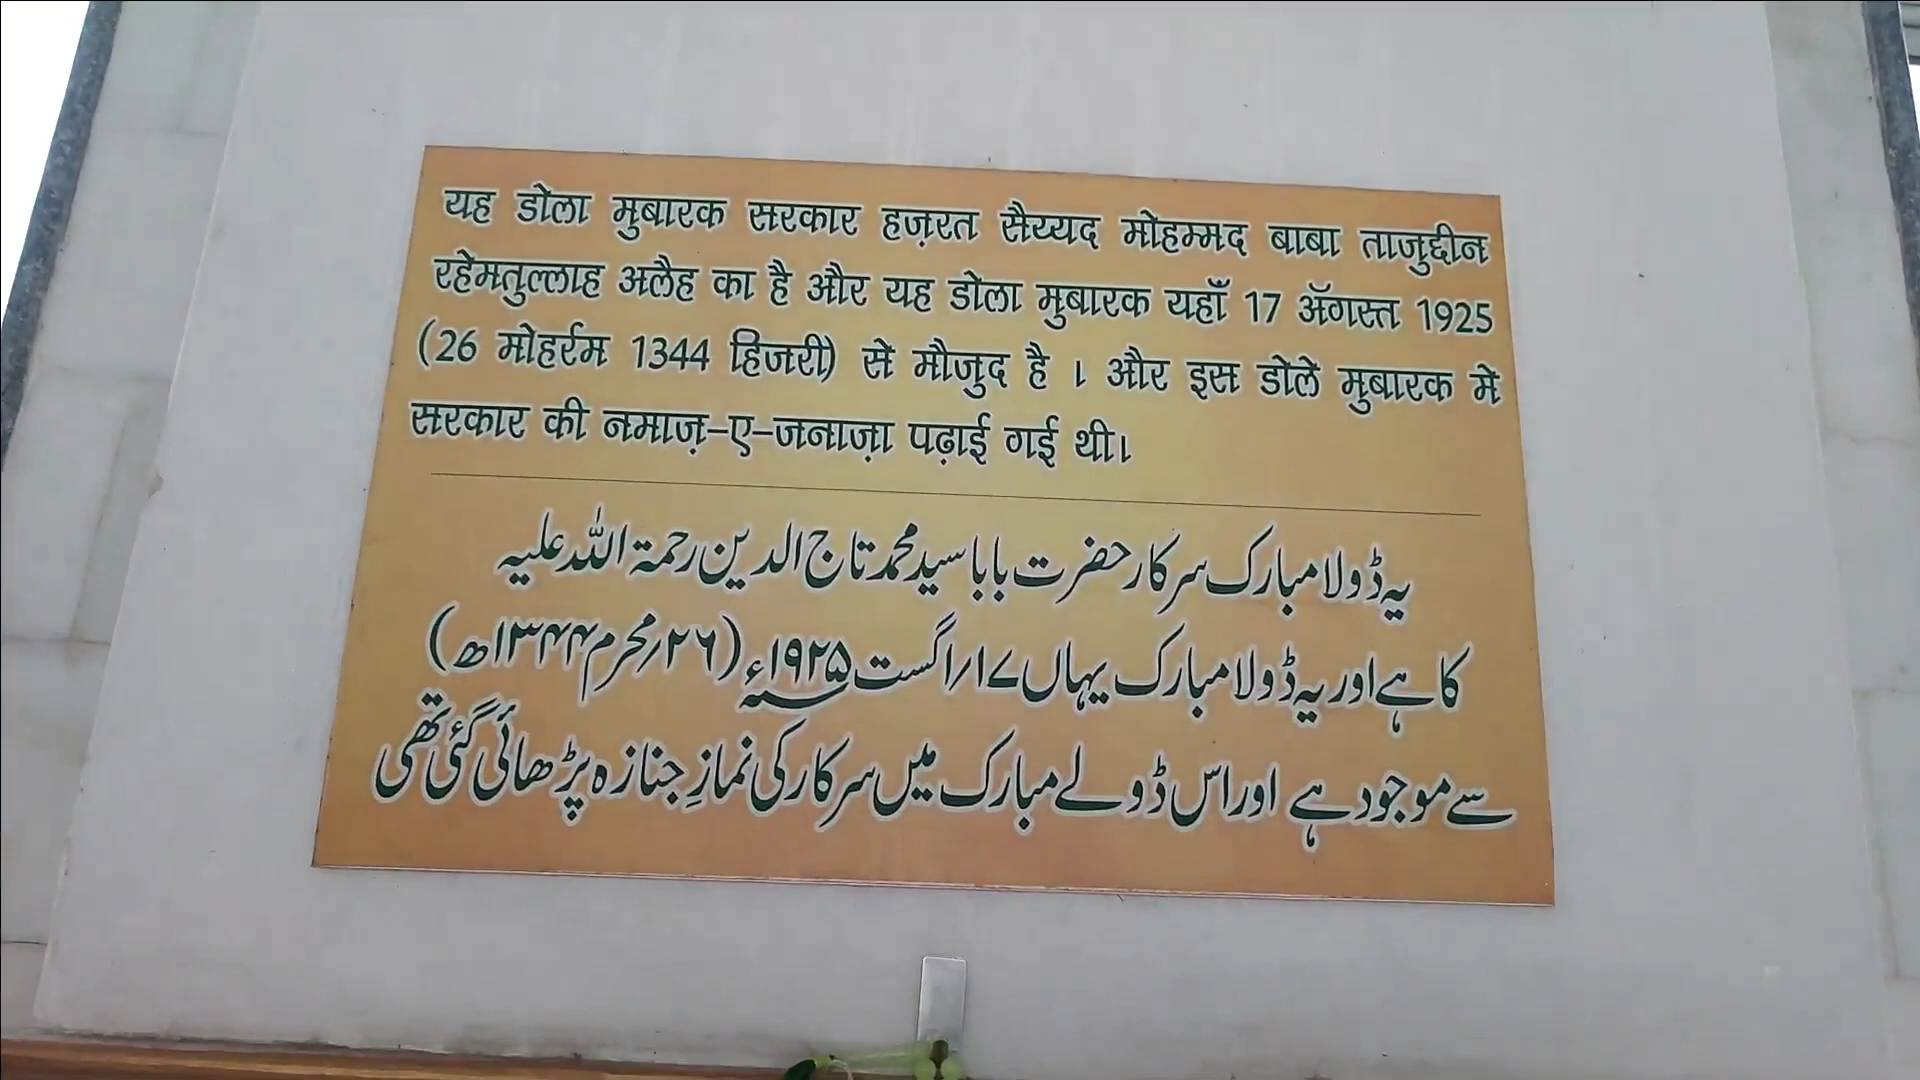 यह डोला मुबारक सरकार हज़रत सैय्यद मोहम्मद बाबा ताजुद्दीन
रहेमतुल्लाह अलैह का है और यह डोला मुबारक यहाँ 17 ॲगस्त 1925
(26 मोहर्रम 1344 हिजरी) से मौजुद है । और इस डोले मुबारक मे
सरकार की नमाज़-ए-जनाज़ा पढ़ाई गई थी।
یہ ڈولا مبارک سرکار حضرت بابا سید محمد تاج الدین رحمۃ اللہ علیہ
کا ہے اور یہ ڈولا مبارک یہاں ۱۷؍اگست ۱۹۲۵ء (۲۶؍محرم ۱۳۴۴ھ)
سے موجود ہے اور اس ڈولے مبارک میں سرکار کی نمازِ جنازہ پڑھائی گئی تھی